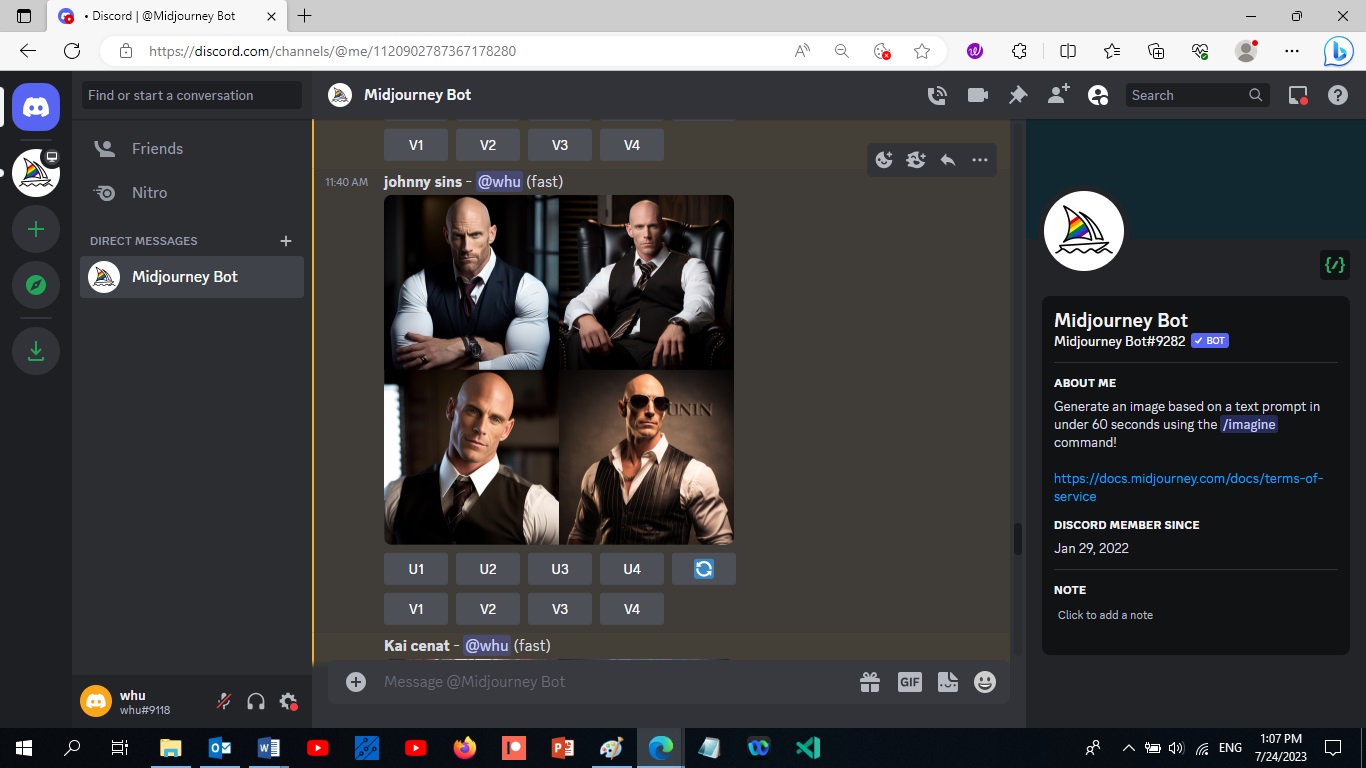 • Discord | @Midjourney Bot
https://discord.com/channels/@me/1120902787367178280
Find or start a conversation
Midjourney Bot
Search
Friends
Nitro
DIRECT MESSAGES
Midjourney Bot
V1 V2 V3 V4
11:40 AM johnny sins - @whu (fast)
UNIN
U1 U2 U3 U4
V1 V2 V3 V4
Kai cenat - @whu (fast)
Message @Midjourney Bot
GIF
Midjourney Bot
Midjourney Bot#9282 ✓ BOT
ABOUT ME
Generate an image based on a text prompt in
under 60 seconds using the /imagine
command!
https://docs.midjourney.com/docs/terms-of-
service
DISCORD MEMBER SINCE
Jan 29, 2022
NOTE
Click to add a note
whu
whu#9118
ENG
1:07 PM
7/24/2023